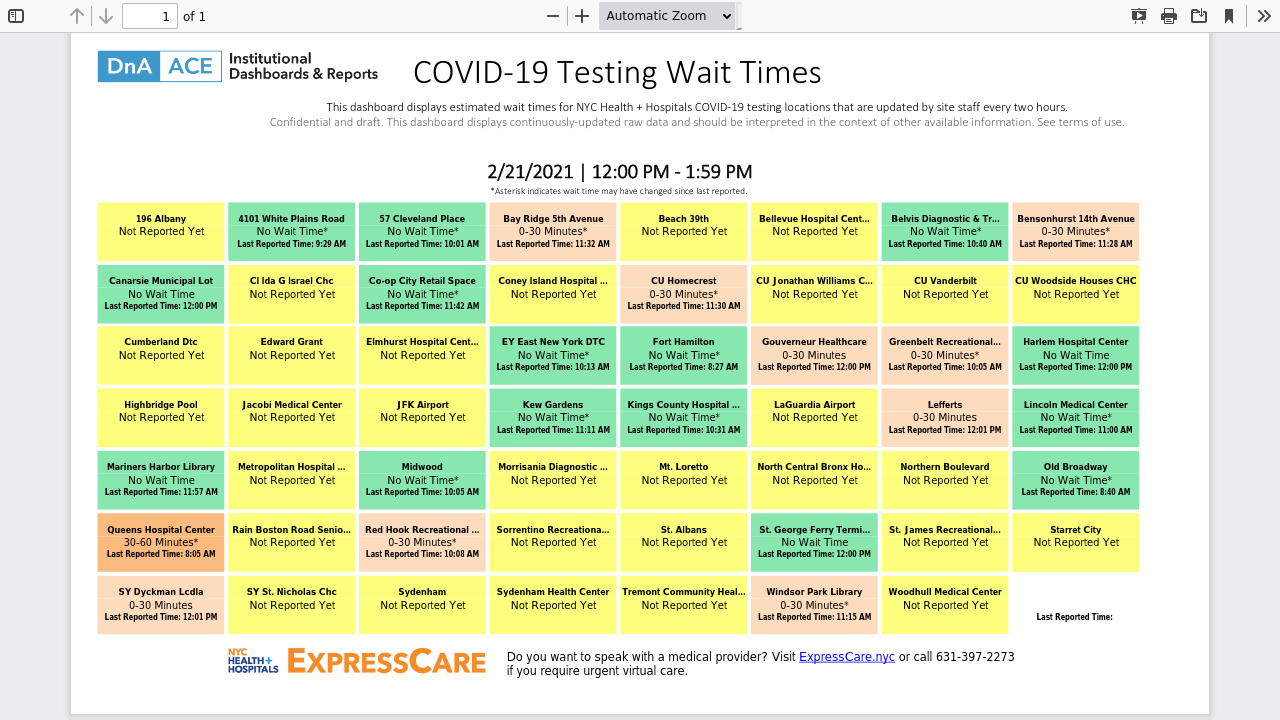 1 of 1
Automatic Zoom
DnA ACE Institutional
Dashboards & Reports
COVID-19 Testing Wait Times
This dashboard displays estimated wait times for NYC Health + Hospitals COVID-19 testing locations that are updated by site staff every two hours.
Confidential and draft. This dashboard displays continuously-updated raw data and should be interpreted in the context of other available information. See terms of use.
2/21/2021 | 12:00 PM - 1:59 PM
*Asterisk indicates wait time may have changed since last reported.
196 Albany
Not Reported Yet
4101 White Plains Road
No Wait Time*
Last Reported Time: 9:29 AM
57 Cleveland Place
No Wait Time*
Last Reported Time: 10:01 AM
Bay Ridge 5th Avenue
0-30 Minutes*
Last Reported Time: 11:32 AM
Beach 39th
Not Reported Yet
Bellevue Hospital Cent...
Not Reported Yet
Belvis Diagnostic & Tr...
No Wait Time*
Last Reported Time: 10:40 AM
Bensonhurst 14th Avenue
0-30 Minutes*
Last Reported Time: 11:28 AM
Canarsie Municipal Lot
No Wait Time
Last Reported Time: 12:00 PM
Cl Ida G Israel Chc
Not Reported Yet
Co-op City Retail Space
No Wait Time*
Last Reported Time: 11:42 AM
Coney Island Hospital ...
Not Reported Yet
CU Homecrest
0-30 Minutes*
Last Reported Time: 11:30 AM
CU Jonathan Williams C...
Not Reported Yet
CU Vanderbilt
Not Reported Yet
CU Woodside Houses CHC
Not Reported Yet
Cumberland Dtc
Not Reported Yet
Edward Grant
Not Reported Yet
Elmhurst Hospital Cent...
Not Reported Yet
EY East New York DTC
No Wait Time*
Last Reported Time: 10:13 AM
Fort Hamilton
No Wait Time*
Last Reported Time: 8:27 AM
Gouverneur Healthcare
0-30 Minutes
Last Reported Time: 12:00 PM
Greenbelt Recreational...
0-30 Minutes*
Last Reported Time: 10:05 AM
Harlem Hospital Center
No Wait Time
Last Reported Time: 12:00 PM
Highbridge Pool
Not Reported Yet
Jacobi Medical Center
Not Reported Yet
JFK Airport
Not Reported Yet
Kew Gardens
No Wait Time*
Last Reported Time: 11:11 AM
Kings County Hospital ...
No Wait Time*
Last Reported Time: 10:31 AM
LaGuardia Airport
Not Reported Yet
Lefferts
0-30 Minutes
Last Reported Time: 12:01 PM
Lincoln Medical Center
No Wait Time*
Last Reported Time: 11:00 AM
Mariners Harbor Library
No Wait Time
Last Reported Time: 11:57 AM
Metropolitan Hospital ...
Not Reported Yet
Midwood
No Wait Time*
Last Reported Time: 10:05 AM
Morrisania Diagnostic ...
Not Reported Yet
Mt. Loretto
Not Reported Yet
North Central Bronx Ho...
Not Reported Yet
Northern Boulevard
Not Reported Yet
Old Broadway
No Wait Time*
Last Reported Time: 8:40 AM
Queens Hospital Center
30-60 Minutes*
Last Reported Time: 8:05 AM
Rain Boston Road Senio...
Not Reported Yet
Red Hook Recreational ...
0-30 Minutes*
Last Reported Time: 10:08 AM
Sorrentino Recreationa...
Not Reported Yet
St. Albans
Not Reported Yet
St. George Ferry Termi...
No Wait Time
Last Reported Time: 12:00 PM
St. James Recreational...
Not Reported Yet
Starret City
Not Reported Yet
SY Dyckman Lcdla
0-30 Minutes
Last Reported Time: 12:01 PM
SY St. Nicholas Chc
Not Reported Yet
Sydenham
Not Reported Yet
Sydenham Health Center
Not Reported Yet
Tremont Community Heal...
Not Reported Yet
Windsor Park Library
0-30 Minutes*
Last Reported Time: 11:15 AM
Woodhull Medical Center
Not Reported Yet
Last Reported Time:
NYC
HEALTH+
HOSPITALS
EXPRESSCARE
Do you want to speak with a medical provider? Visit ExpressCare.nyc or call 631-397-2273
if you require urgent virtual care.